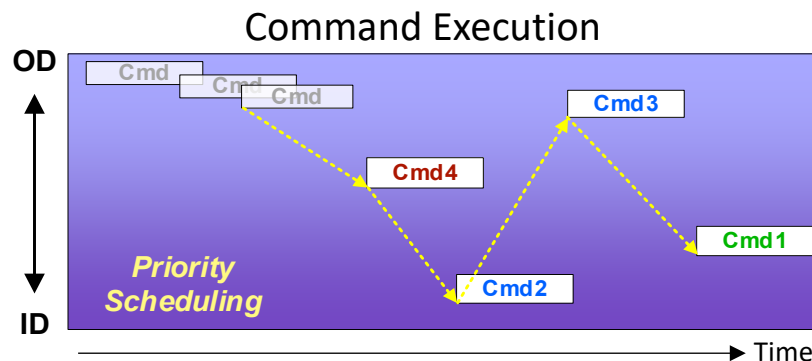 Command Execution
OD
Cmd
Cmd
Cmd
Cmd3
Cmd4
Cmd1
Priority
Scheduling
Cmd2
ID
Time